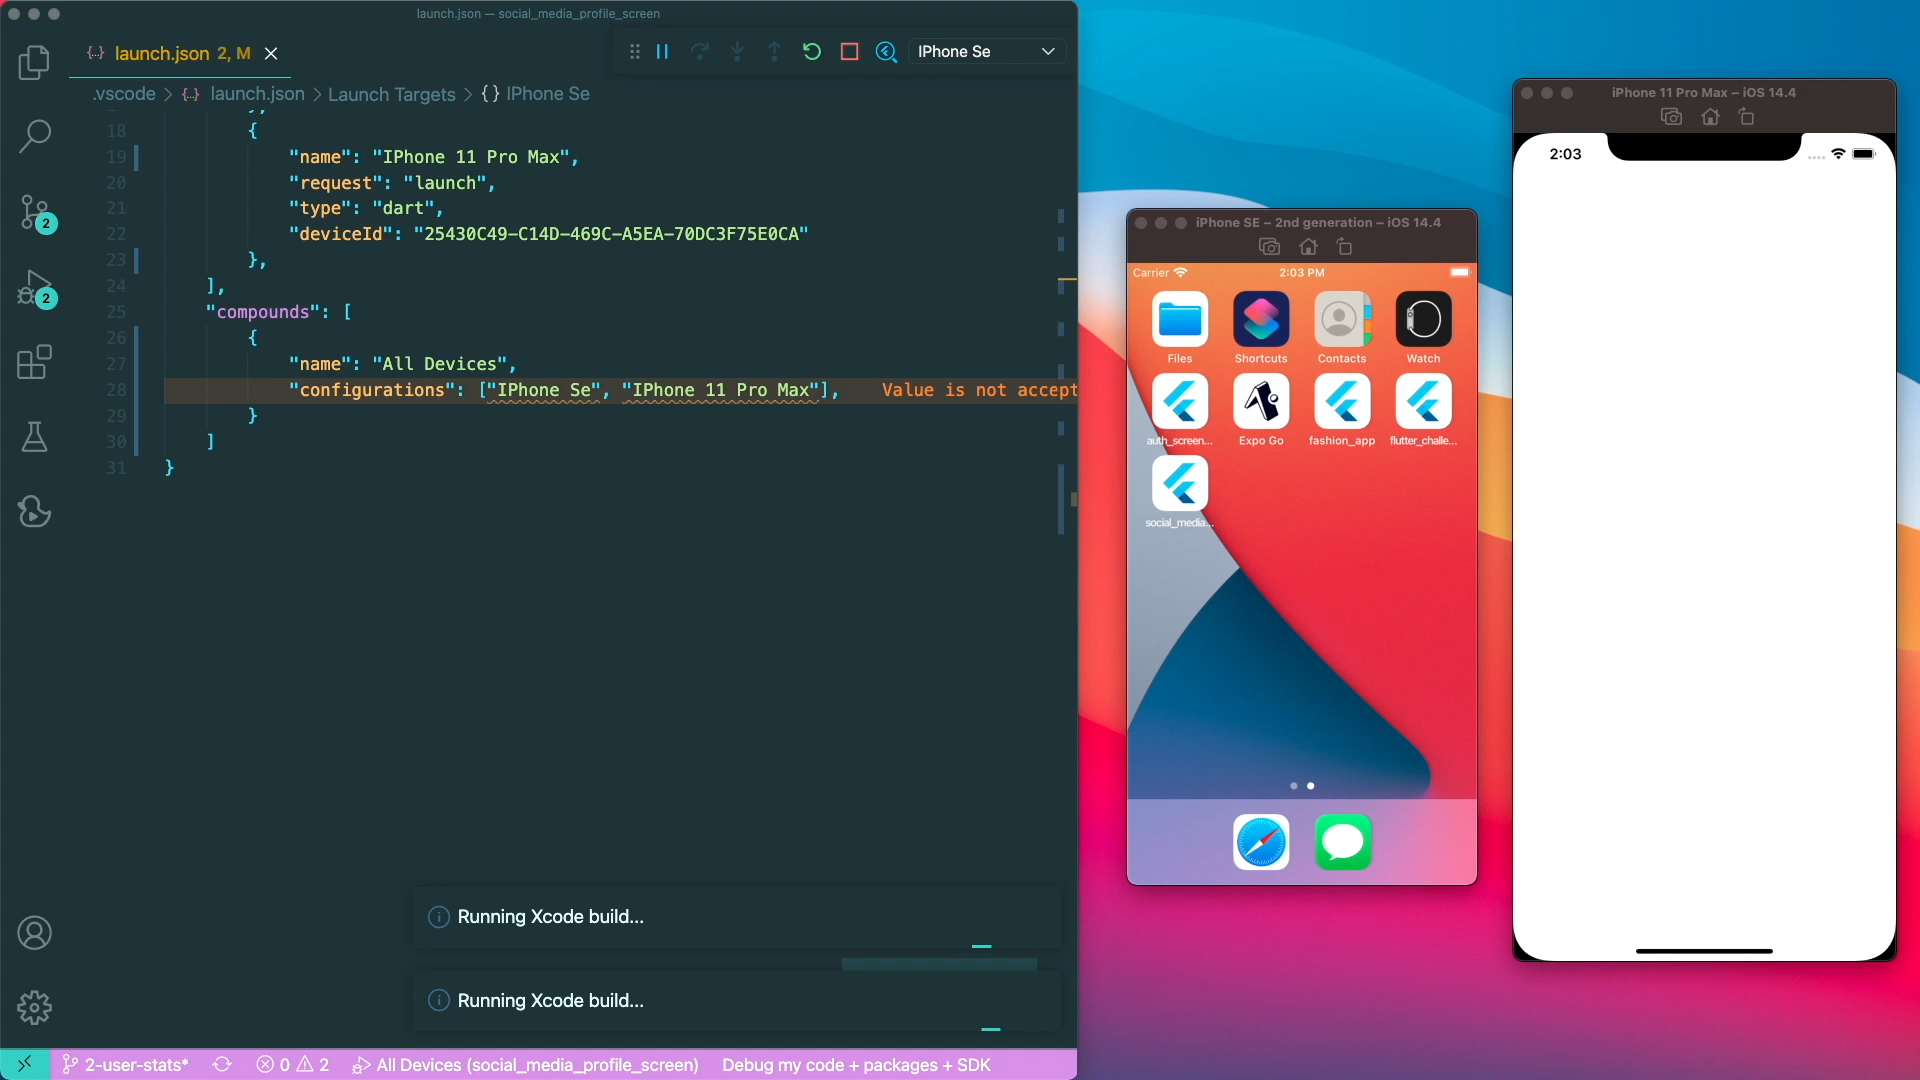 launch.json — social_media_profile_screen
{..} launch.json 2, M
IPhone Se
.vscode > {..} launch.json > Launch Targets > {} IPhone Se
18 {
19 "name": "IPhone 11 Pro Max",
20 "request": "launch",
21 "type": "dart",
22 "deviceId": "25430C49-C14D-469C-A5EA-70DC3F75E0CA"
23 },
24 ],
25 "compounds": [
26 {
27 "name": "All Devices",
28 "configurations": ["IPhone Se", "IPhone 11 Pro Max"], Value is not accept
29 }
30 ]
31 }
2
2
Running Xcode build...
Running Xcode build...
2-user-stats* 0 2 All Devices (social_media_profile_screen) Debug my code + packages + SDK
iPhone SE – 2nd generation – iOS 14.4
Carrier 2:03 PM
Files Shortcuts Contacts Watch
auth_screen... Expo Go fashion_app flutter_challe...
social_media...
iPhone 11 Pro Max – iOS 14.4
2:03